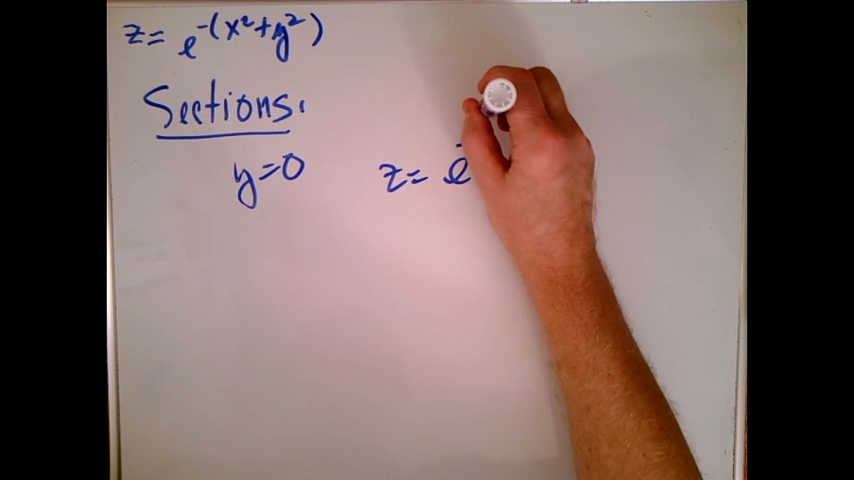 z = e^-(x²+y²)
Sections.
y=0 z= e^-